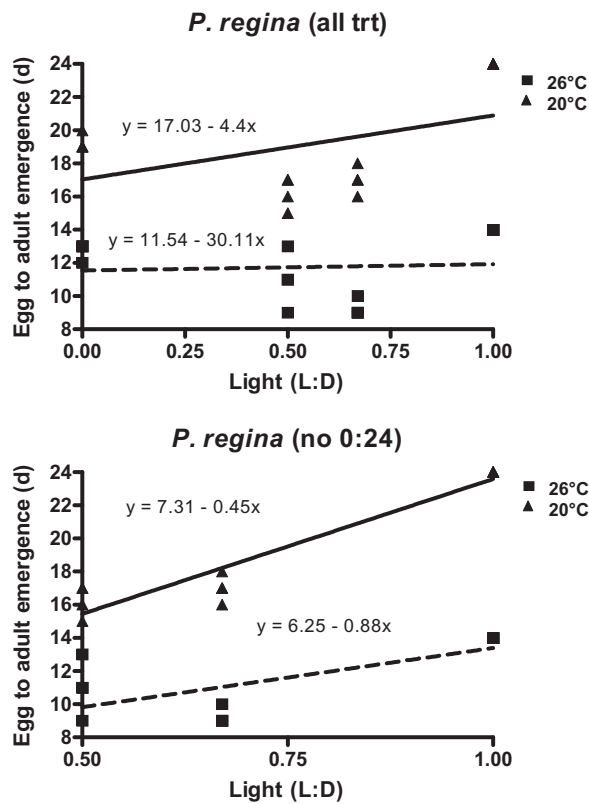 P. regina (all trt)
Egg to adult emergence (d)
24
22
20
18
16
14
12
10
8
y = 17.03 - 4.4x
y = 11.54 - 30.11x
26°C
20°C
0.00
0.25
0.50
0.75
1.00
Light (L:D)
P. regina (no 0:24)
Egg to adult emergence (d)
24
22
20
18
16
14
12
10
8
y = 7.31 - 0.45x
y = 6.25 - 0.88x
26°C
20°C
0.50
0.75
1.00
Light (L:D)